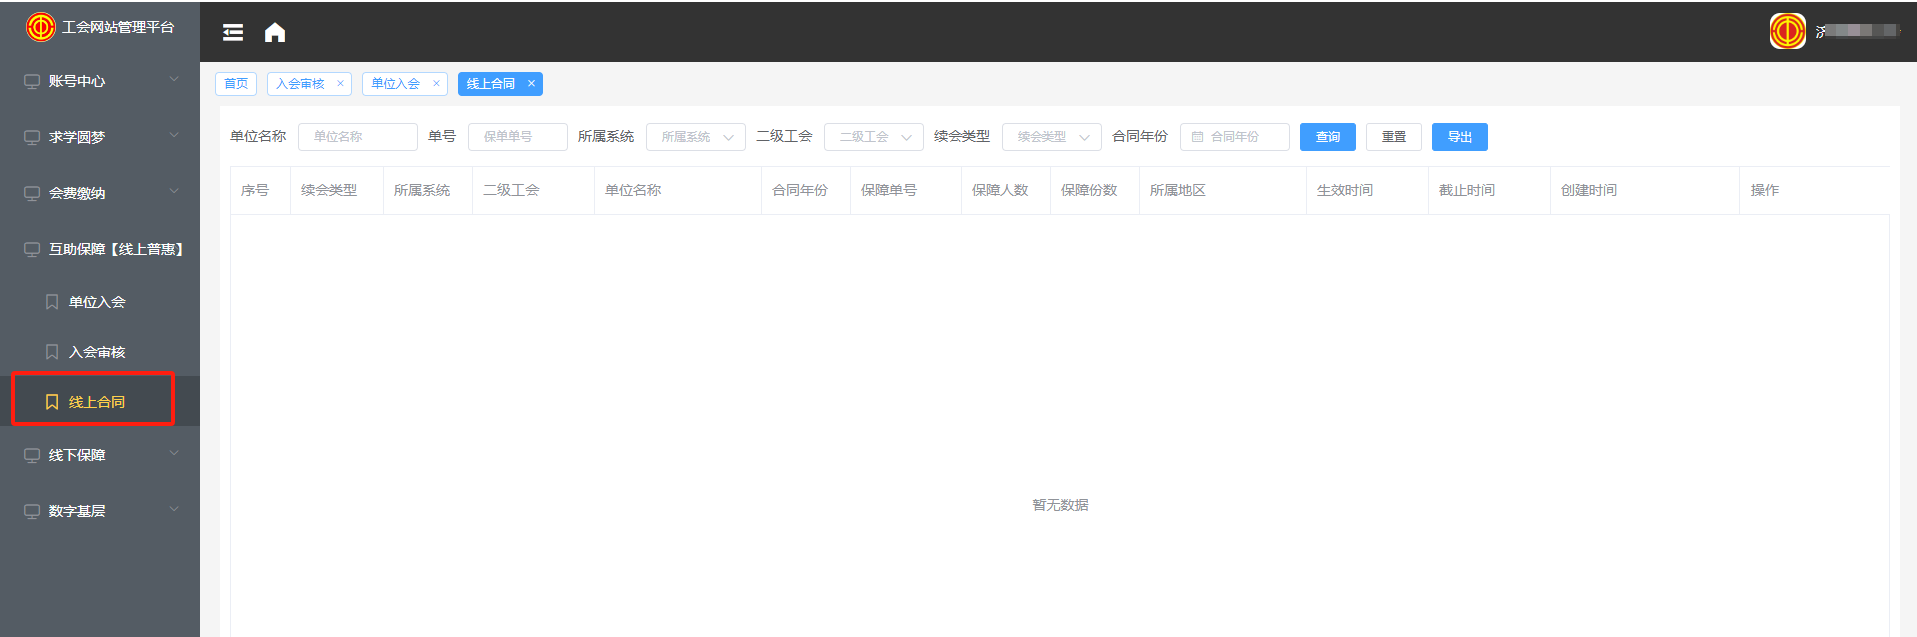 工会网站管理平台
济
账号中心
求学圆梦
会费缴纳
互助保障【线上普惠】
单位入会
入会审核
线上合同
线下保障
数字基层
首页 入会审核 × 单位入会 × 线上合同 ×
单位名称 单位名称 单号 保单单号 所属系统 所属系统 二级工会 二级工会 续会类型 续会类型 合同年份 合同年份 查询 重置 导出
序号 续会类型 所属系统 二级工会 单位名称 合同年份 保障单号 保障人数 保障份数 所属地区 生效时间 截止时间 创建时间 操作
暂无数据